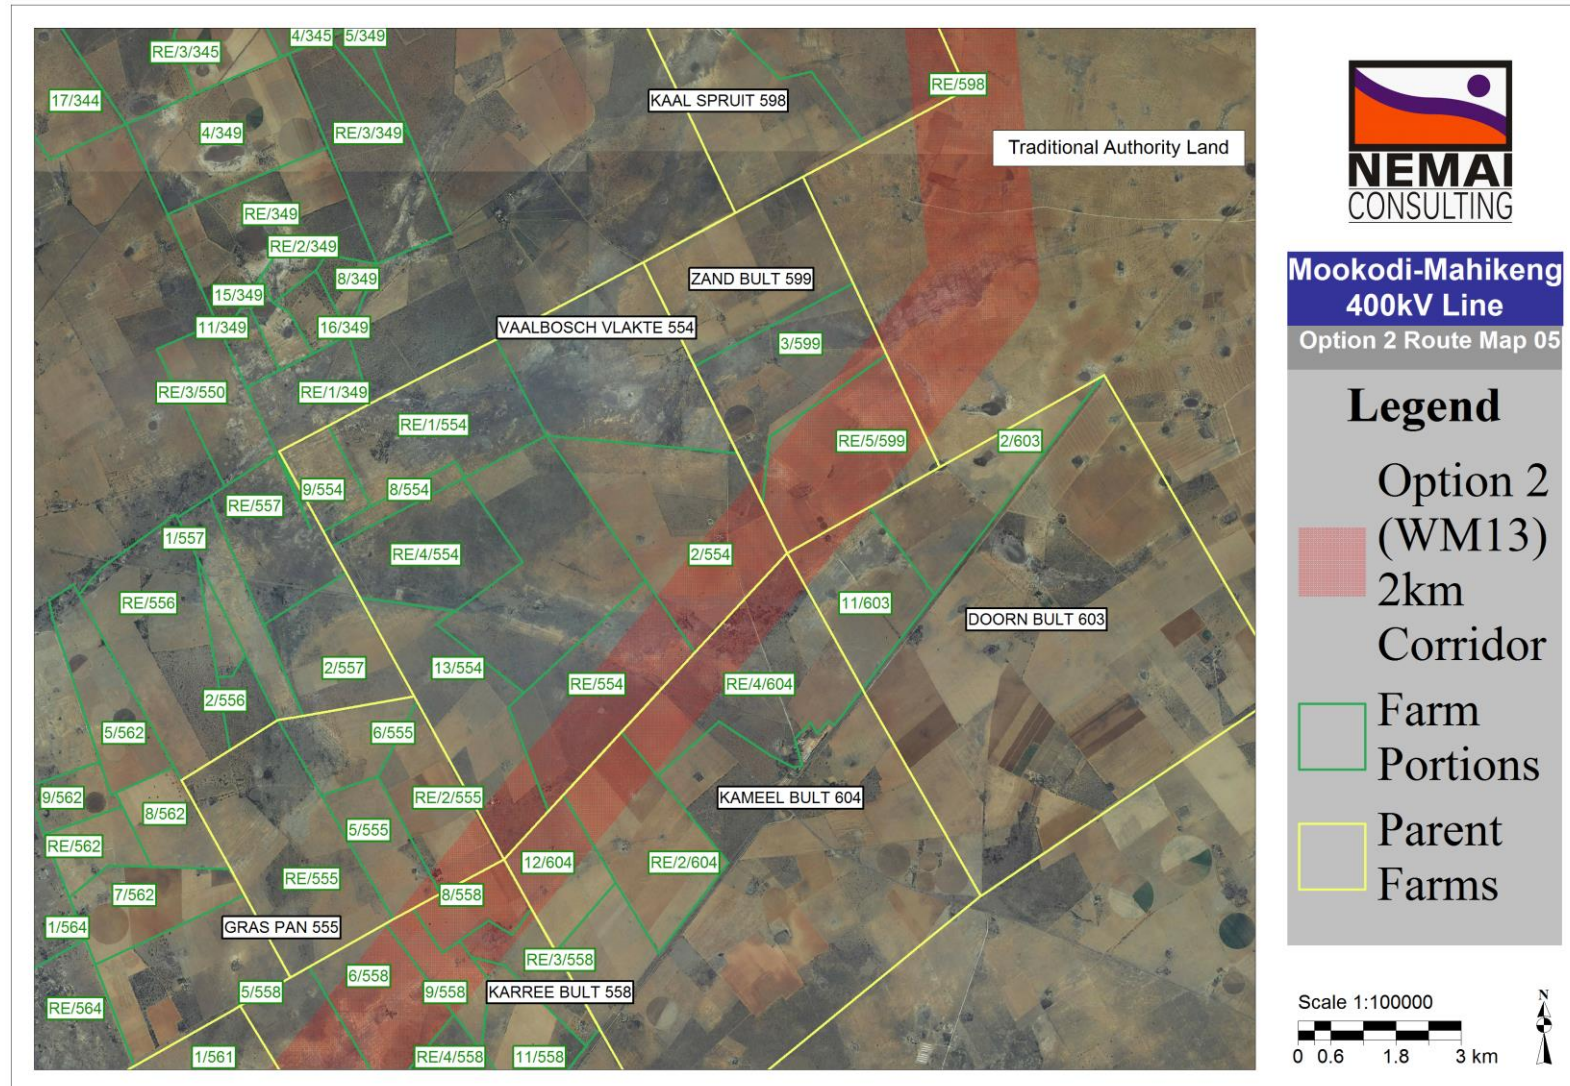 4/345
5/349
RE/3/345
17/344
4/349
RE/3/349
KAAL SPRUIT 598
RE/598
Traditional Authority Land
RE/349
RE/2/349
8/349
ZAND BULT 599
15/349
11/349
16/349
VAALBOSCH VLAKTE 554
3/599
RE/3/550
RE/1/349
RE/1/554
RE/5/599
2/603
9/554
8/554
RE/557
1/557
RE/4/554
2/554
RE/556
11/603
DOORN BULT 603
2/557
13/554
RE/554
RE/4/604
2/556
5/562
6/555
9/562
8/562
RE/2/555
KAMEEL BULT 604
5/555
RE/562
12/604
RE/2/604
RE/555
7/562
8/558
1/564
GRAS PAN 555
RE/3/558
6/558
5/558
9/558
KARREE BULT 558
RE/564
1/561
RE/4/558
11/558
NEMAI
CONSULTING
Mookodi-Mahikeng
400kV Line
Option 2 Route Map 05
Legend
Option 2
(WM13)
2km
Corridor
Farm
Portions
Parent
Farms
Scale 1:100000
N
0 0.6 1.8 3 km